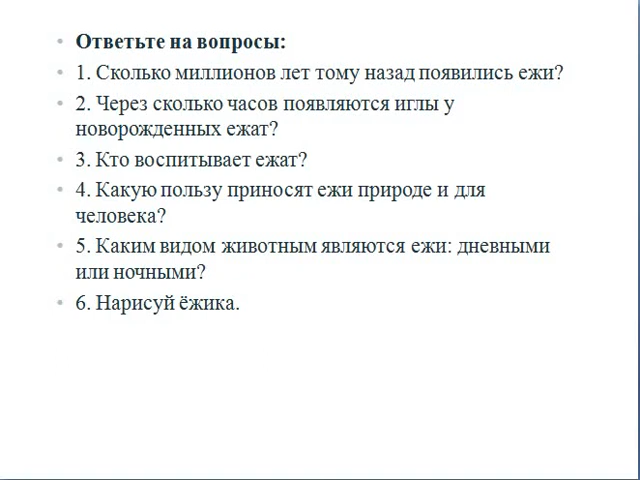 Ответьте на вопросы:
1. Сколько миллионов лет тому назад появились ежи?
2. Через сколько часов появляются иглы у
новорожденных ежат?
3. Кто воспитывает ежат?
4. Какую пользу приносят ежи природе и для
человека?
5. Каким видом животным являются ежи: дневными
или ночными?
6. Нарисуй ёжика.